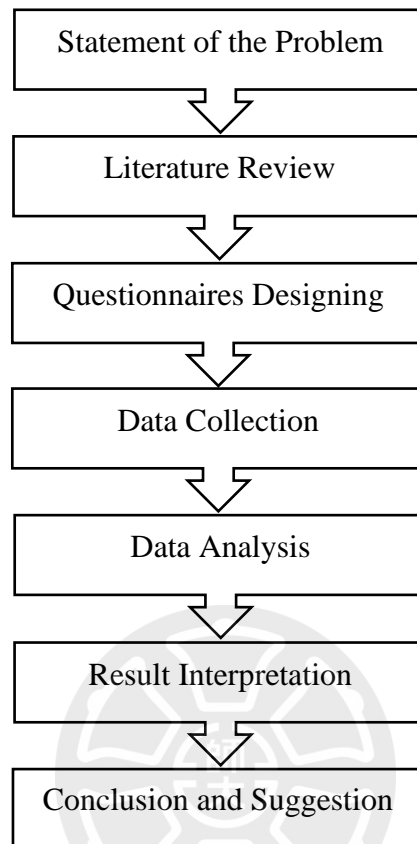 Statement of the Problem
Literature Review
Questionnaires Designing
Data Collection
Data Analysis
Result Interpretation
Conclusion and Suggestion